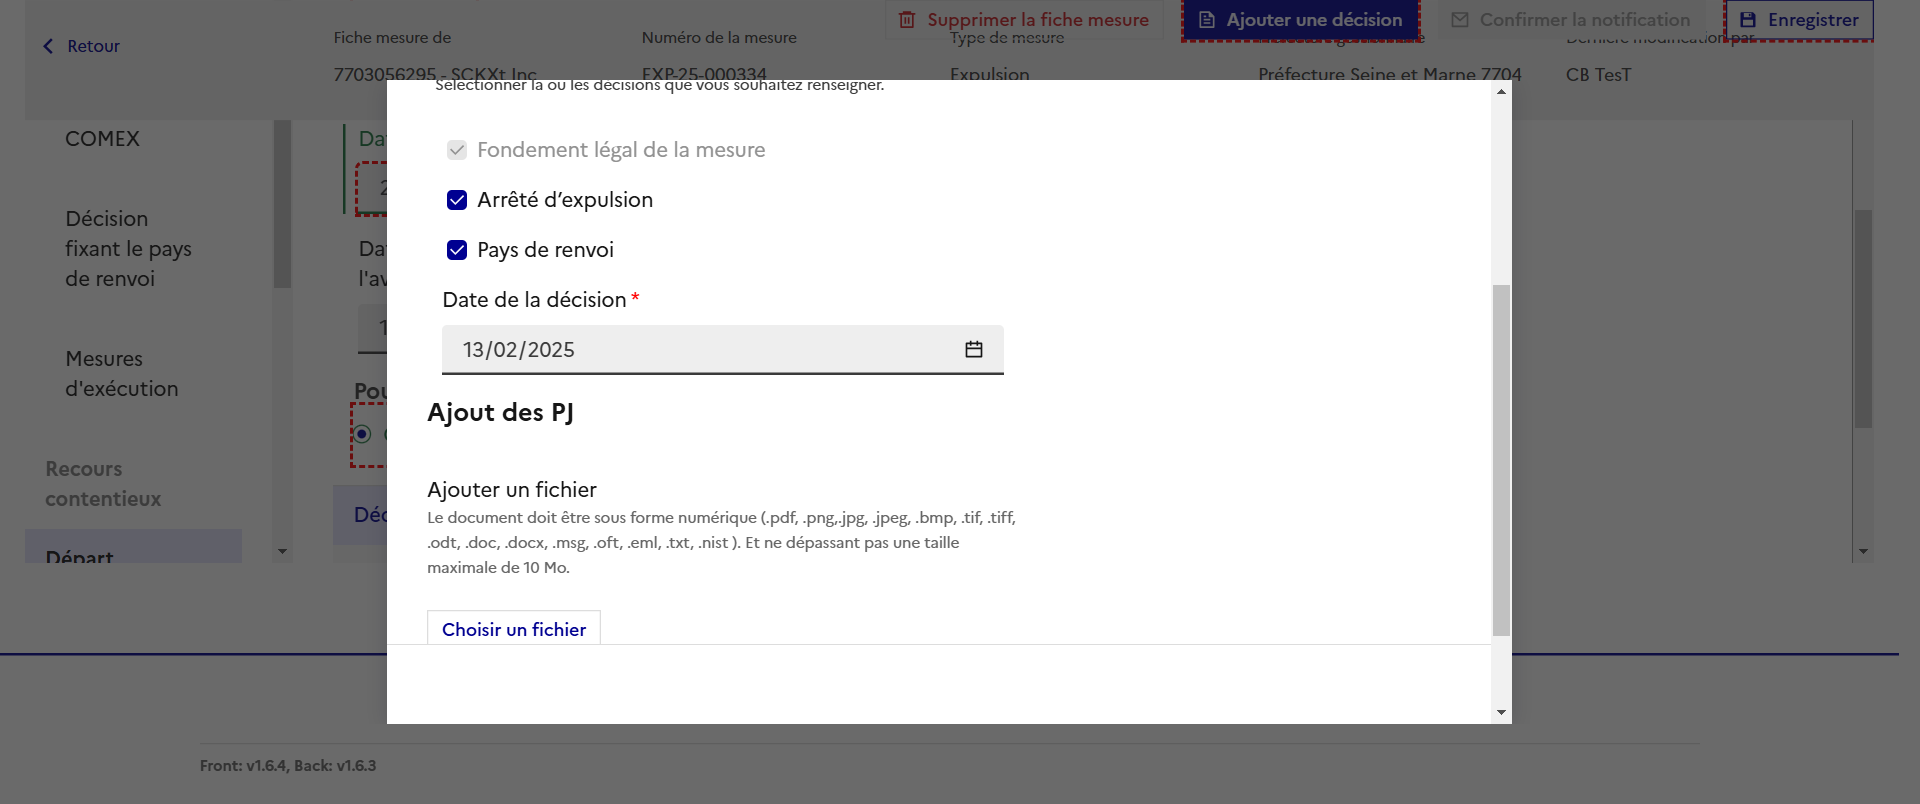 Supprimer la fiche mesure
Ajouter une décision
Confirmer la notification
Enregistrer
Retour
Fiche mesure de
Numéro de la mesure
Type de mesure
Dernière modification par
7703056295 - SCKXt Inc
EXP-25-000334
Expulsion
Préfecture Seine et Marne 7704
CB TesT
COMEX
Décision
fixant le pays
de renvoi
Mesures
d'exécution
Recours
contentieux
Départ
Sélectionner la ou les décisions que vous souhaitez renseigner.
Fondement légal de la mesure
Arrêté d’expulsion
Pays de renvoi
Date de la décision *
13/02/2025
Ajout des PJ
Ajouter un fichier
Le document doit être sous forme numérique (.pdf, .png,.jpg, .jpeg, .bmp, .tif, .tiff,
.odt, .doc, .docx, .msg, .oft, .eml, .txt, .nist ). Et ne dépassant pas une taille
maximale de 10 Mo.
Choisir un fichier
Front: v1.6.4, Back: v1.6.3